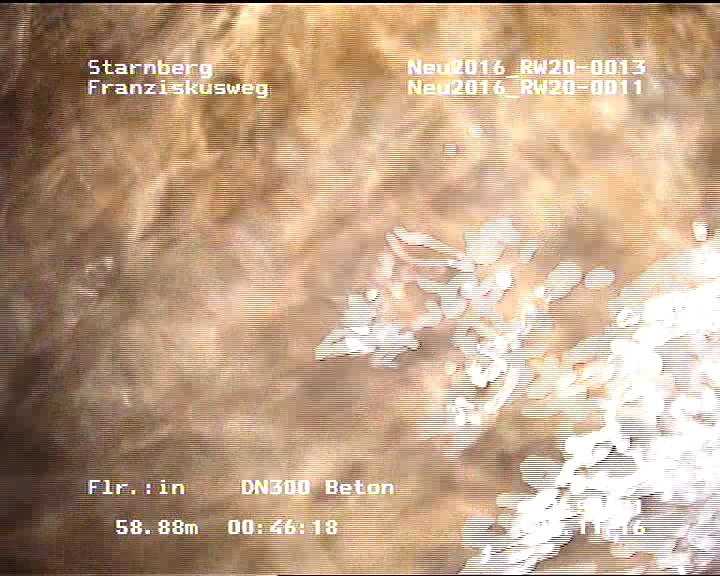 Starnberg Neu2016_RW20-0013
Franziskusweg Neu2016_RW20-0011
Flr.:in DN300 Beton
58.88m 00:46:18